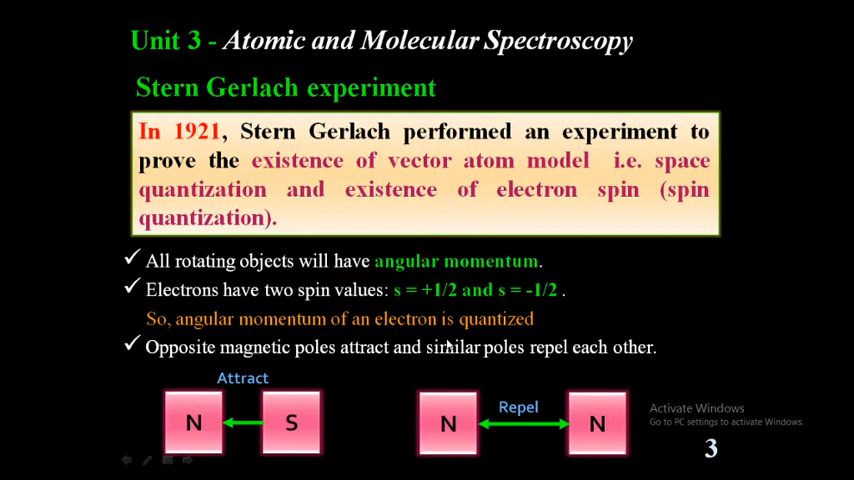 Unit 3 - Atomic and Molecular Spectroscopy
Stern Gerlach experiment
In 1921, Stern Gerlach performed an experiment to
prove the existence of vector atom model i.e. space
quantization and existence of electron spin (spin
quantization).
✓ All rotating objects will have angular momentum.
✓ Electrons have two spin values: s = +1/2 and s = -1/2 .
So, angular momentum of an electron is quantized
✓ Opposite magnetic poles attract and similar poles repel each other.
Attract
N S
Repel
N N
Activate Windows
Go to PC settings to activate Windows.
3